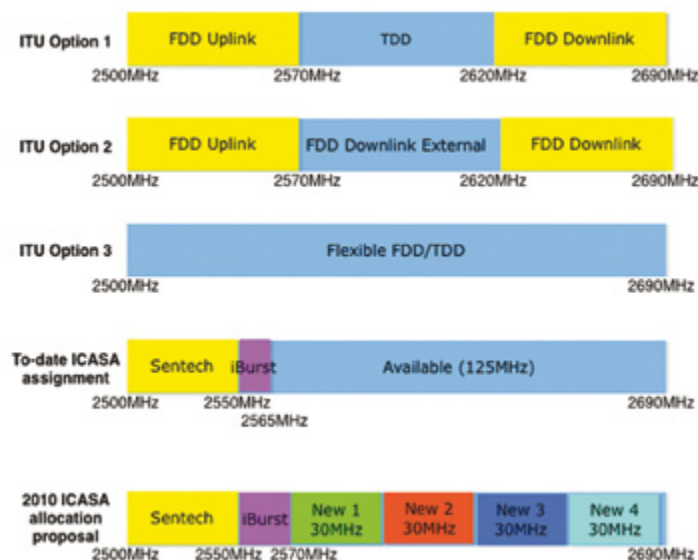 ITU Option 1
FDD Uplink
TDD
FDD Downlink
2500MHz
2570MHz
2620MHz
2690MHz
ITU Option 2
FDD Uplink
FDD Downlink External
FDD Downlink
2500MHz
2570MHz
2620MHz
2690MHz
ITU Option 3
Flexible FDD/TDD
2500MHz
2690MHz
To-date ICASA
assignment
Sentech
iBurst
Available (125MHz)
2500MHz
2550MHz
2565MHz
2690MHz
2010 ICASA
allocation
proposal
Sentech
iBurst
New 1
30MHz
New 2
30MHz
New 3
30MHz
New 4
30MHz
2500MHz
2550MHz
2570MHz
2690MHz